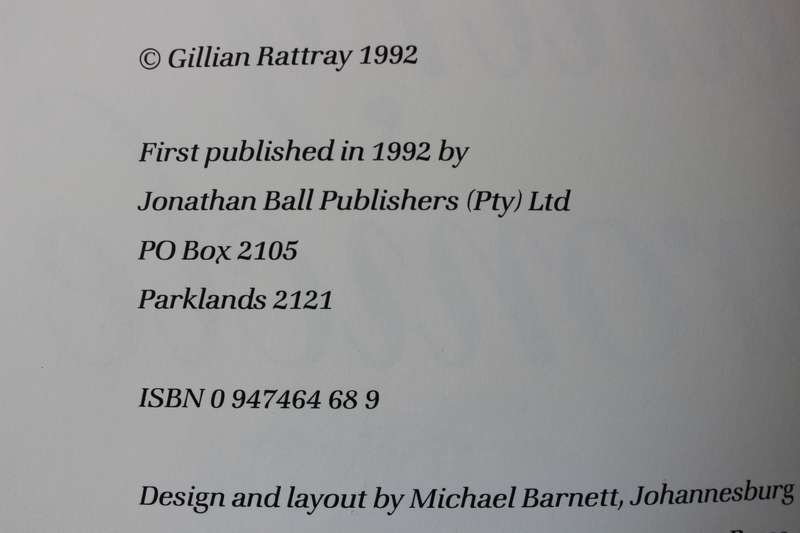 © Gillian Rattray 1992
First published in 1992 by
Jonathan Ball Publishers (Pty) Ltd
PO Box 2105
Parklands 2121
ISBN 0 947464 68 9
Design and layout by Michael Barnett, Johannesburg